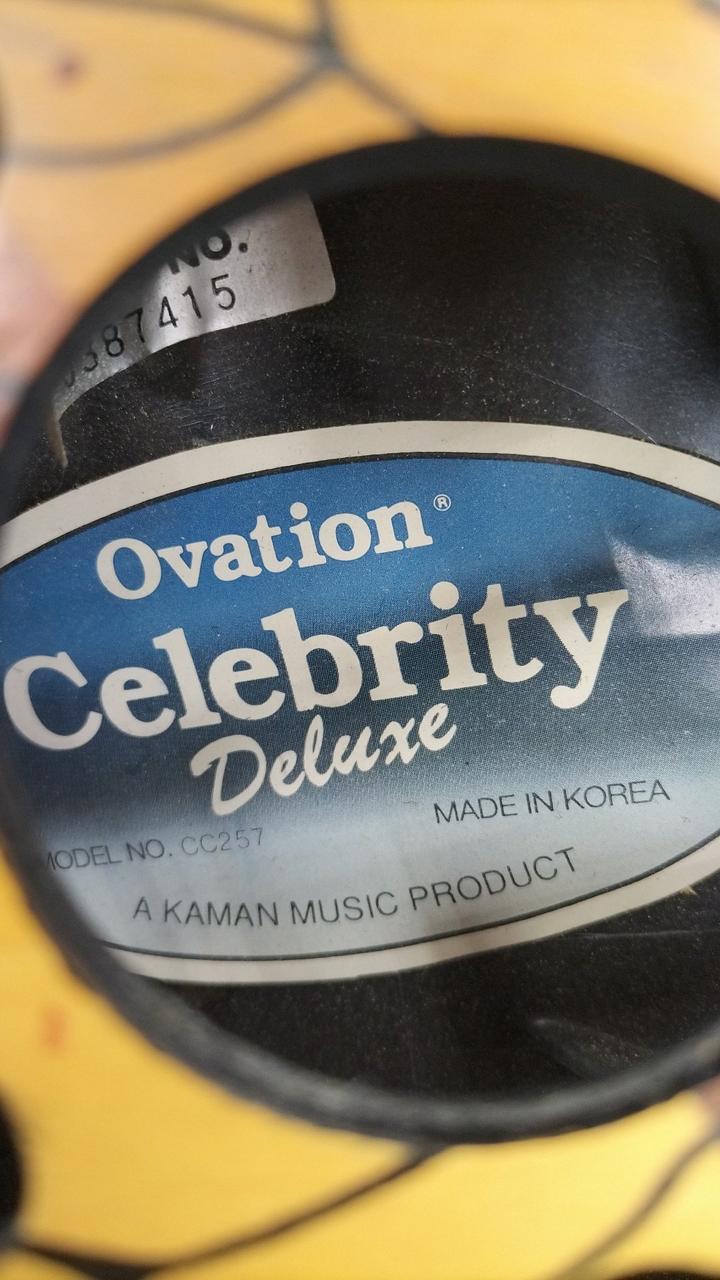 No.
387415
Ovation®
Celebrity
Deluxe
MADE IN KOREA
MODEL NO. CC257
A KAMAN MUSIC PRODUCT